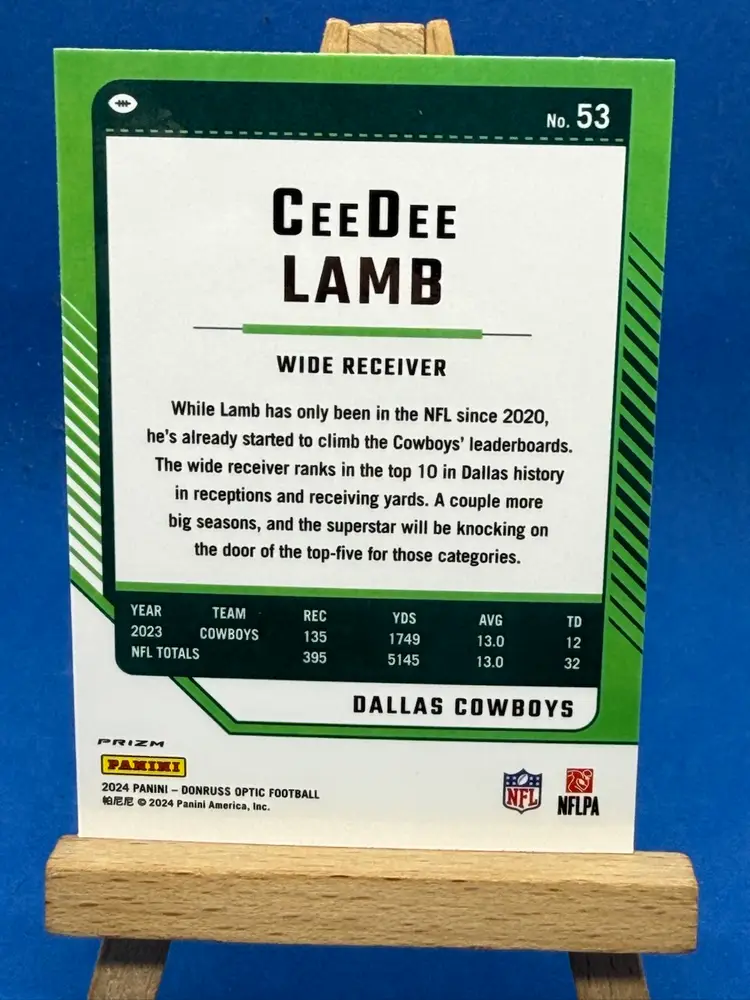 No. 53
CEEDEE
LAMB
WIDE RECEIVER
While Lamb has only been in the NFL since 2020,
he's already started to climb the Cowboys' leaderboards.
The wide receiver ranks in the top 10 in Dallas history
in receptions and receiving yards. A couple more
big seasons, and the superstar will be knocking on
the door of the top-five for those categories.
YEAR TEAM REC YDS AVG TD
2023 COWBOYS 135 1749 13.0 12
NFL TOTALS 395 5145 13.0 32
DALLAS COWBOYS
PRIZM
PANINI
2024 PANINI – DONRUSS OPTIC FOOTBALL
帕尼尼 © 2024 Panini America, Inc.
NFL
NFLPA